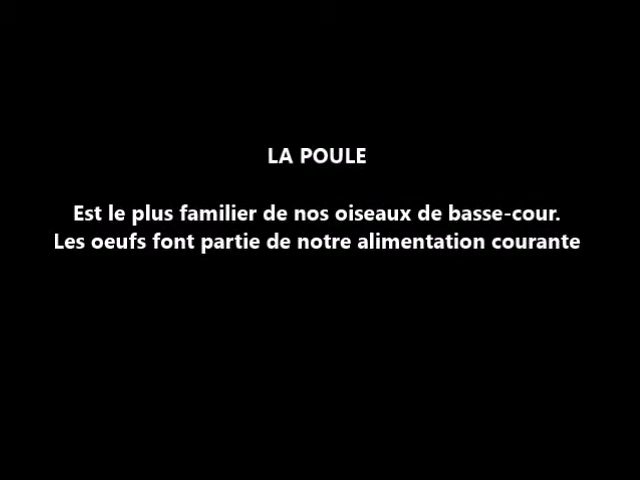 LA POULE
Est le plus familier de nos oiseaux de basse-cour.
Les oeufs font partie de notre alimentation courante